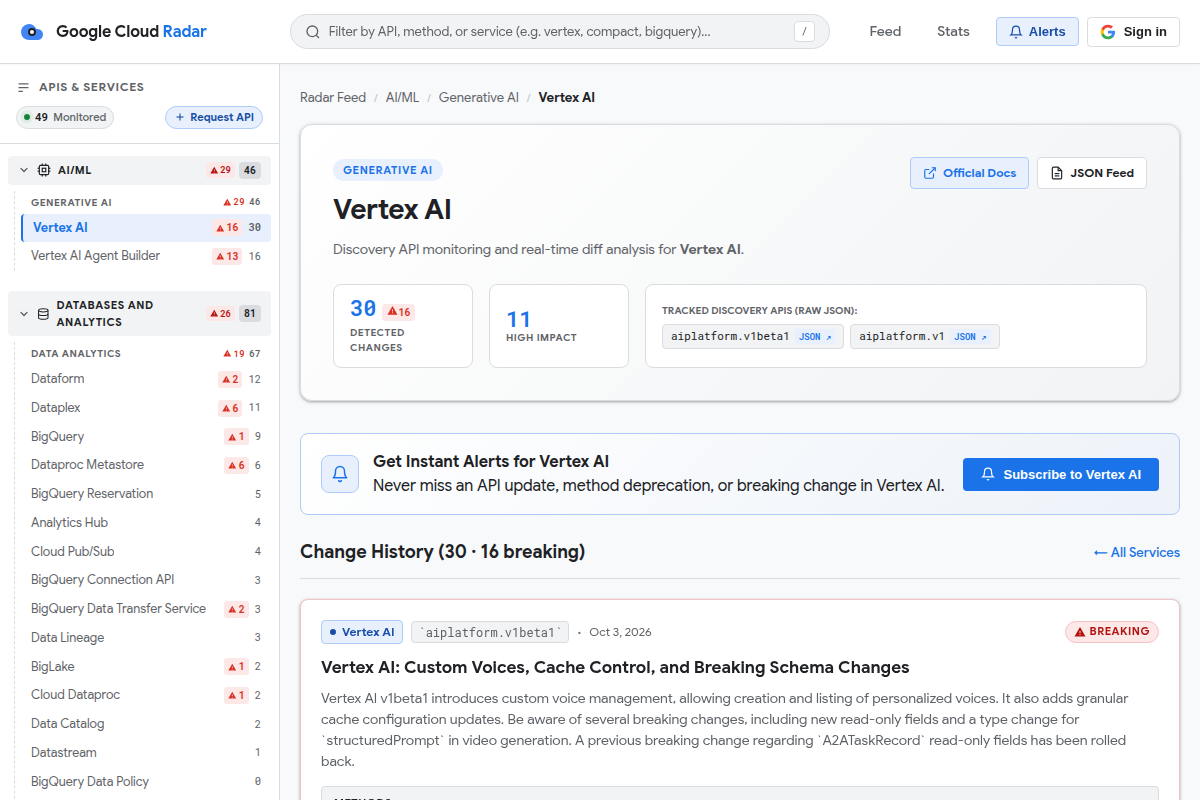 Google Cloud Radar
Filter by API, method, or service (e.g. vertex, compact, bigquery)...
/
Feed
Stats
Alerts
Sign in
APIS & SERVICES
49 Monitored
+ Request API
AI/ML 29 46
GENERATIVE AI 29 46
Vertex AI 16 30
Vertex AI Agent Builder 13 16
DATABASES AND
ANALYTICS 26 81
DATA ANALYTICS 19 67
Dataform 2 12
Dataplex 6 11
BigQuery 1 9
Dataproc Metastore 6 6
BigQuery Reservation 5
Analytics Hub 4
Cloud Pub/Sub 4
BigQuery Connection API 3
BigQuery Data Transfer Service 2 3
Data Lineage 3
BigLake 1 2
Cloud Dataproc 1 2
Data Catalog 2
Datastream 1
BigQuery Data Policy 0
Radar Feed / AI/ML / Generative AI / Vertex AI
GENERATIVE AI
Official Docs
JSON Feed
Vertex AI
Discovery API monitoring and real-time diff analysis for Vertex AI.
30 16
DETECTED
CHANGES
11
HIGH IMPACT
TRACKED DISCOVERY APIS (RAW JSON):
aiplatform.v1beta1 JSON ↗
aiplatform.v1 JSON ↗
Get Instant Alerts for Vertex AI
Never miss an API update, method deprecation, or breaking change in Vertex AI.
Subscribe to Vertex AI
Change History (30 · 16 breaking)
← All Services
Vertex AI `aiplatform.v1beta1` · Oct 3, 2026
BREAKING
Vertex AI: Custom Voices, Cache Control, and Breaking Schema Changes
Vertex AI v1beta1 introduces custom voice management, allowing creation and listing of personalized voices. It also adds granular
cache configuration updates. Be aware of several breaking changes, including new read-only fields and a type change for
`structuredPrompt` in video generation. A previous breaking change regarding `A2ATaskRecord` read-only fields has been rolled
back.